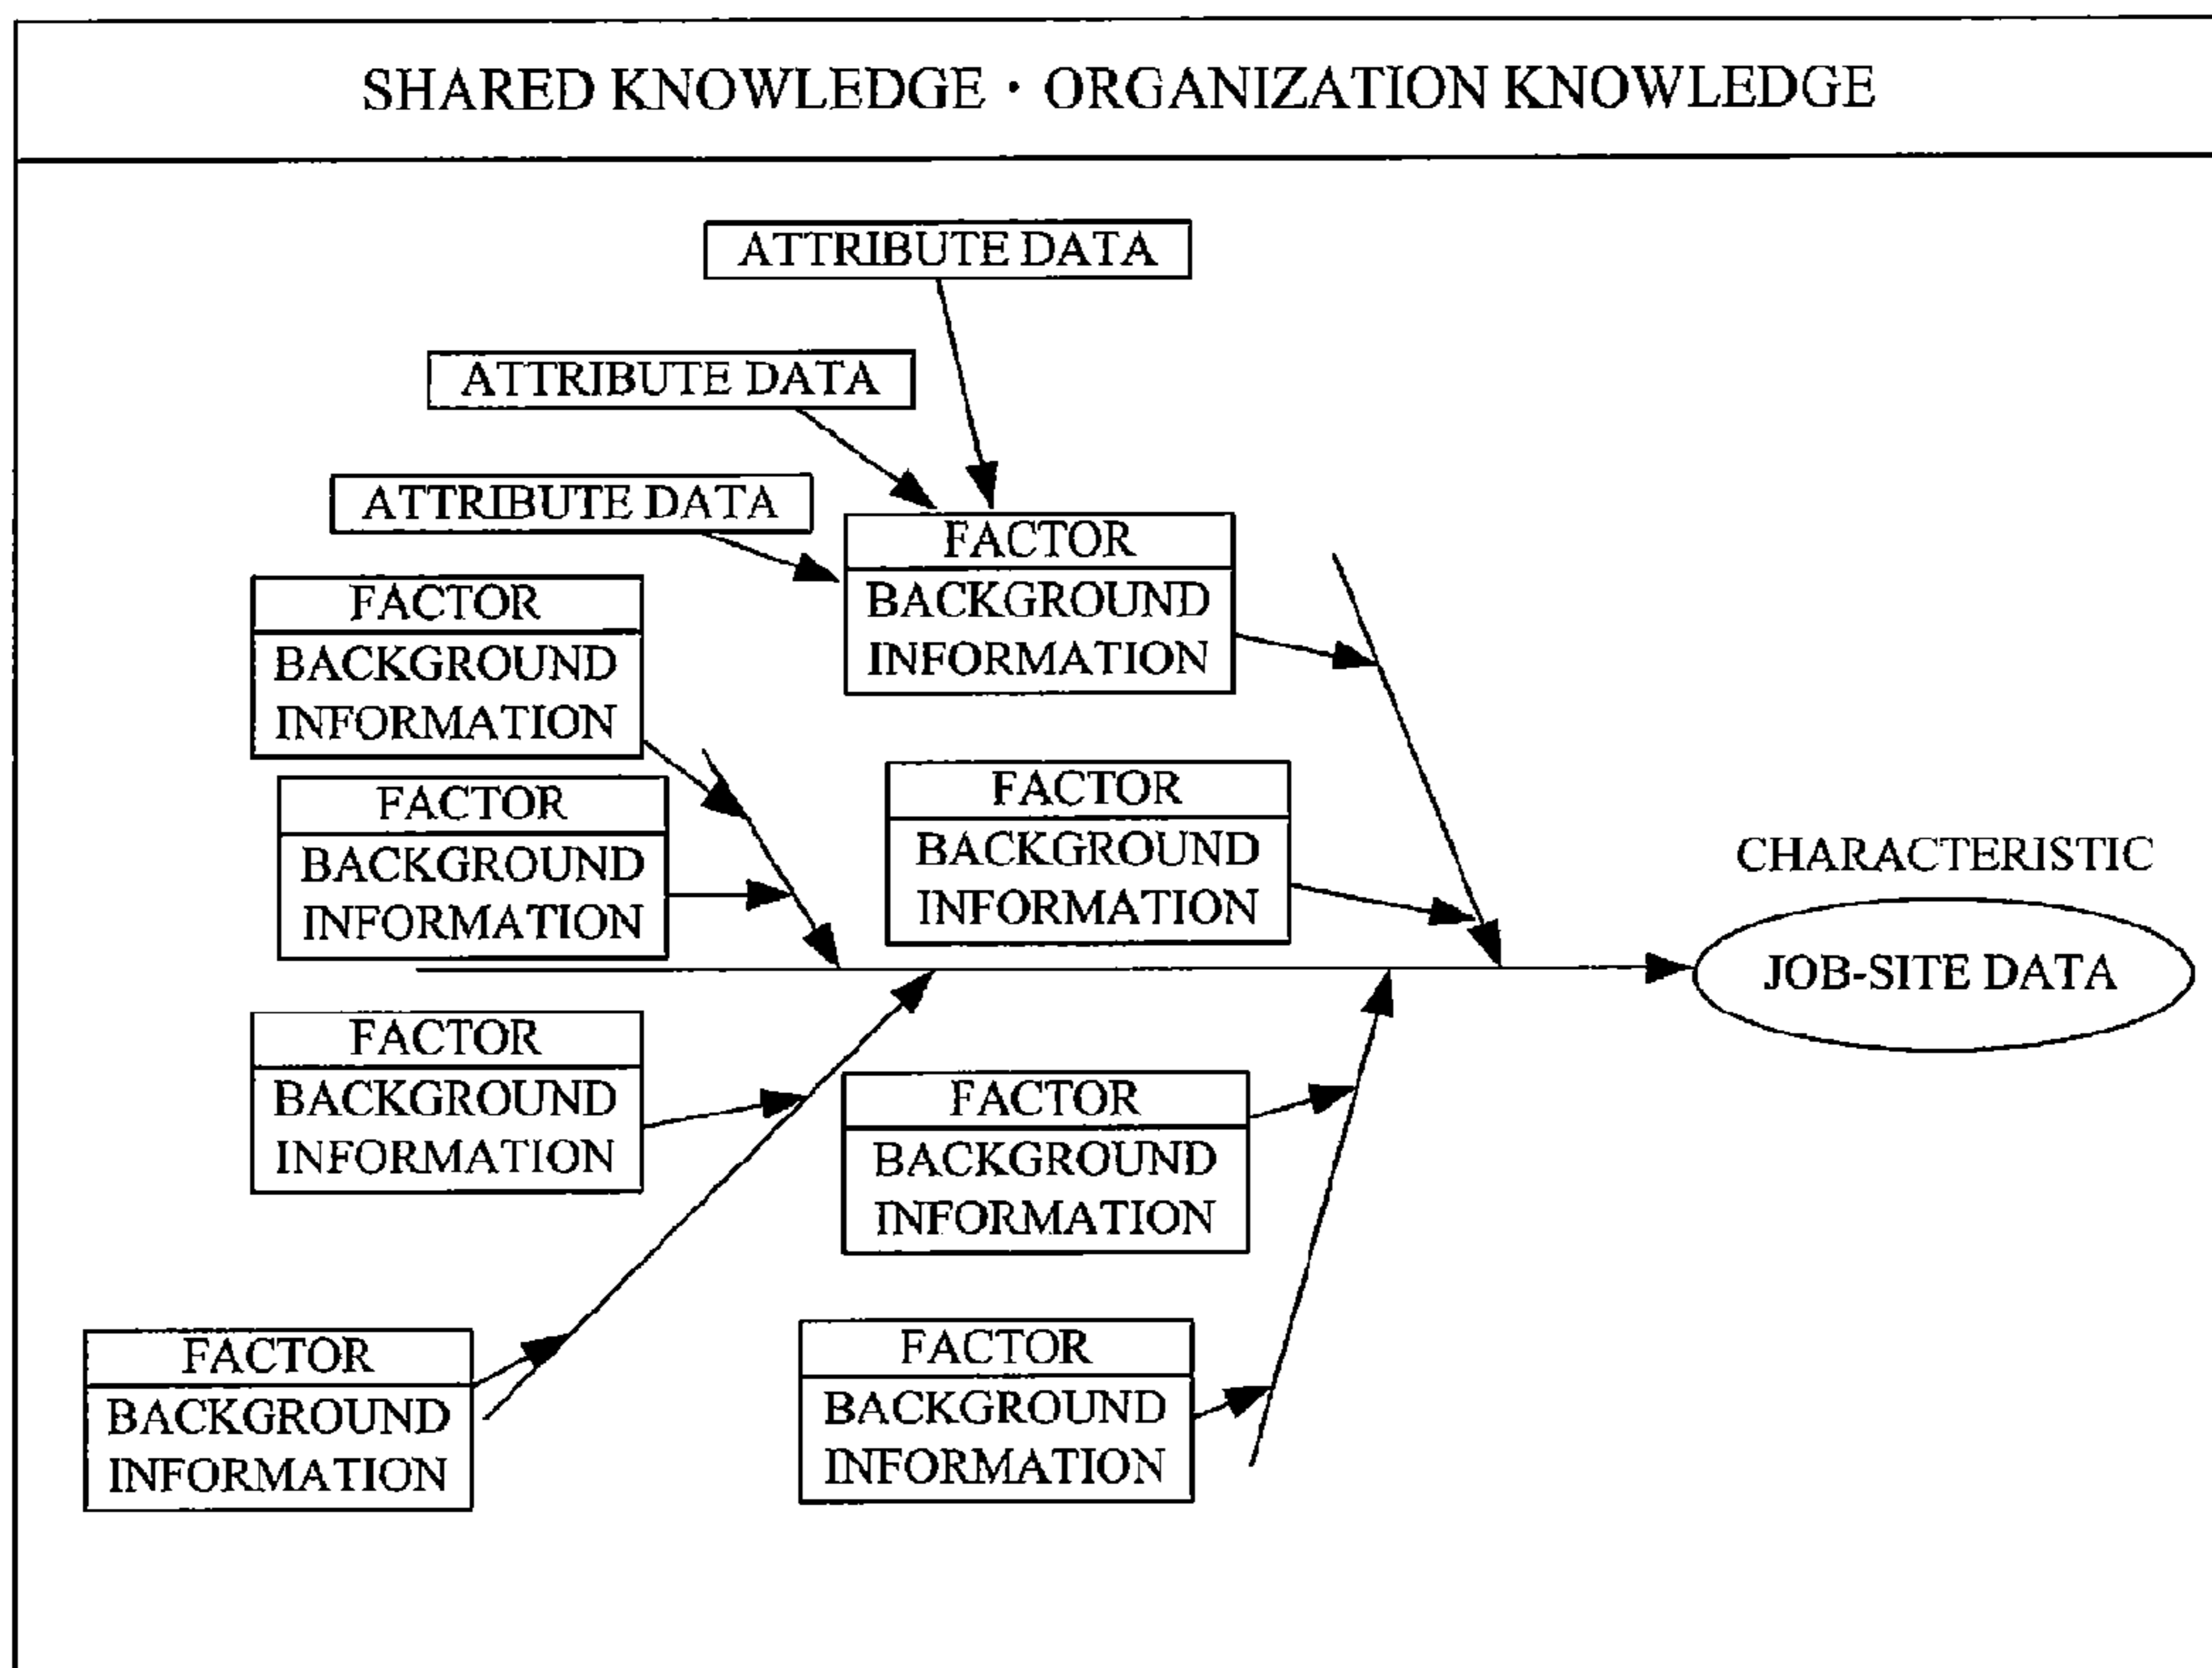 SHARED KNOWLEDGE・ORGANIZATION KNOWLEDGE
ATTRIBUTE DATA
ATTRIBUTE DATA
ATTRIBUTE DATA
FACTOR
BACKGROUND
INFORMATION
FACTOR
BACKGROUND
INFORMATION
FACTOR
BACKGROUND
INFORMATION
FACTOR
BACKGROUND
INFORMATION
CHARACTERISTIC
JOB-SITE DATA
FACTOR
BACKGROUND
INFORMATION
FACTOR
BACKGROUND
INFORMATION
FACTOR
BACKGROUND
INFORMATION
FACTOR
BACKGROUND
INFORMATION